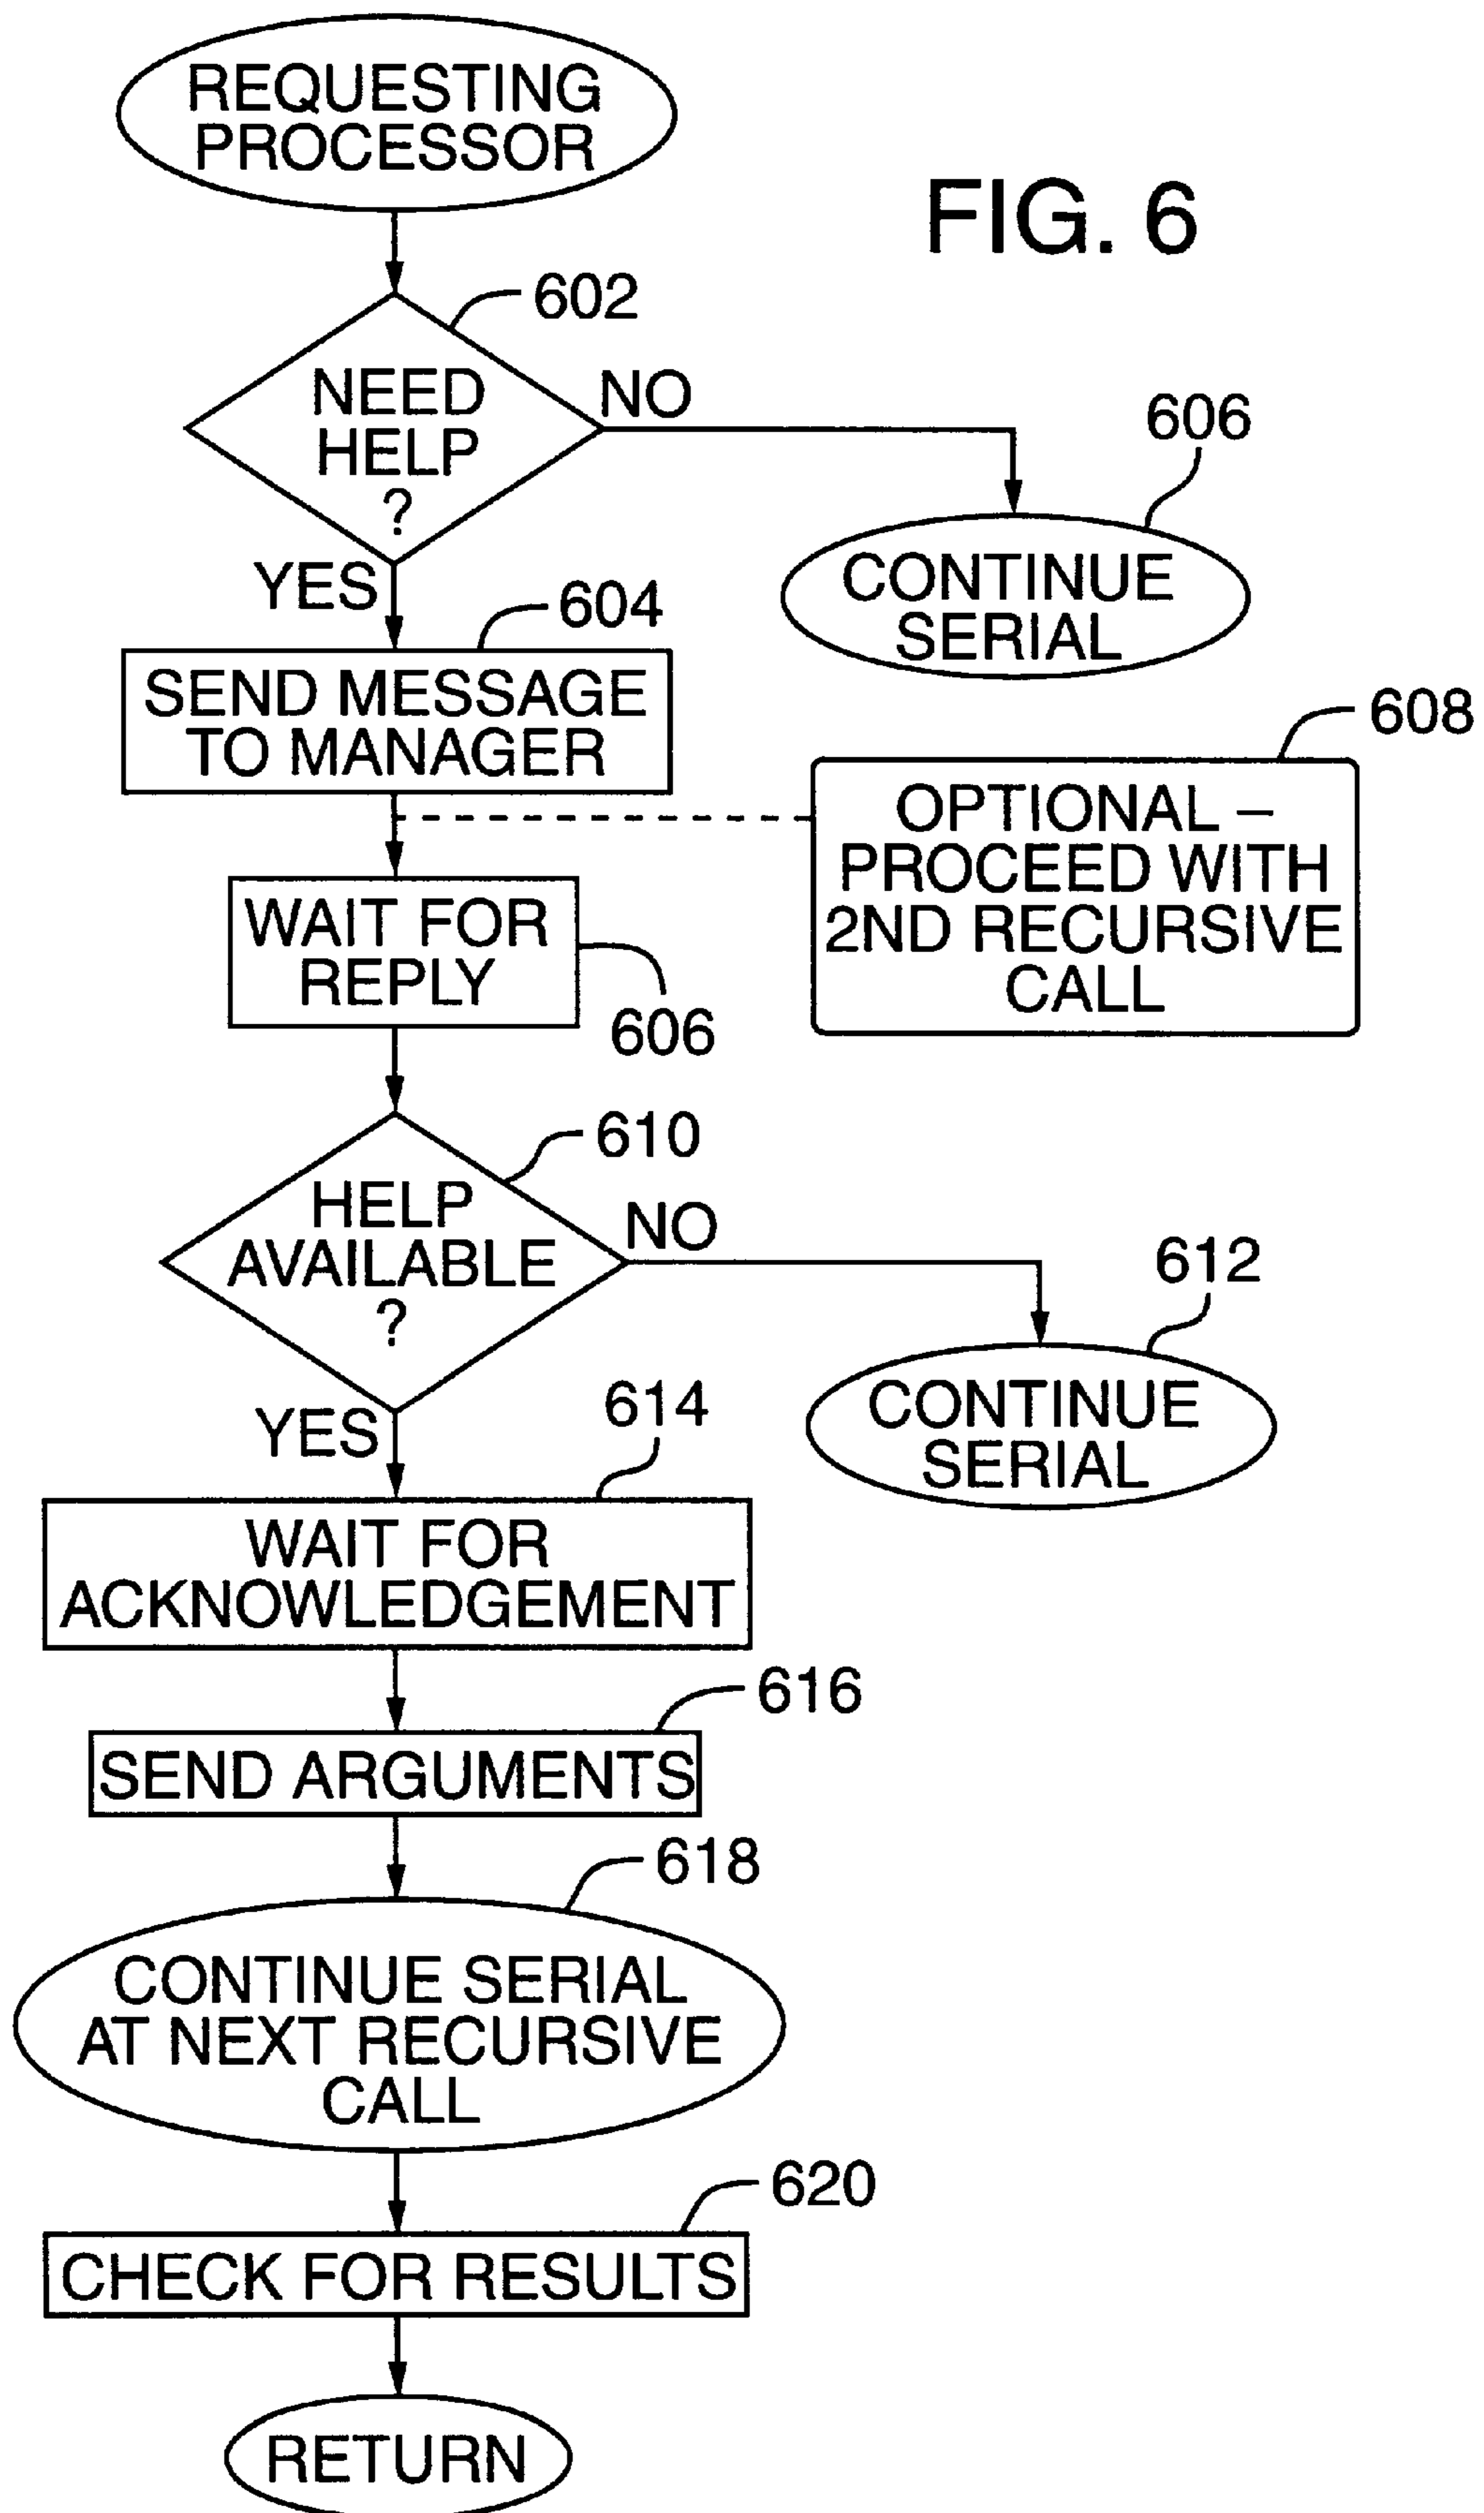 REQUESTING
PROCESSOR
FIG. 6
602
NEED
HELP
?
NO
606
CONTINUE
SERIAL
YES
604
SEND MESSAGE
TO MANAGER
608
OPTIONAL –
PROCEED WITH
2ND RECURSIVE
CALL
WAIT FOR
REPLY
606
610
HELP
AVAILABLE
?
NO
612
CONTINUE
SERIAL
YES
614
WAIT FOR
ACKNOWLEDGEMENT
616
SEND ARGUMENTS
618
CONTINUE SERIAL
AT NEXT RECURSIVE
CALL
620
CHECK FOR RESULTS
RETURN